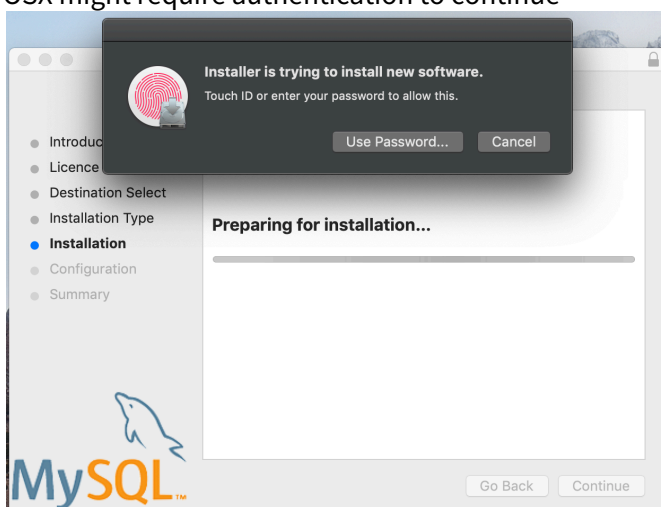 OSX might require authentication to continue
Installer is trying to install new software.
Touch ID or enter your password to allow this.
Use Password...
Cancel
Introduc
Licence
Destination Select
Installation Type
Installation
Configuration
Summary
Preparing for installation...
MySQL™
Go Back
Continue